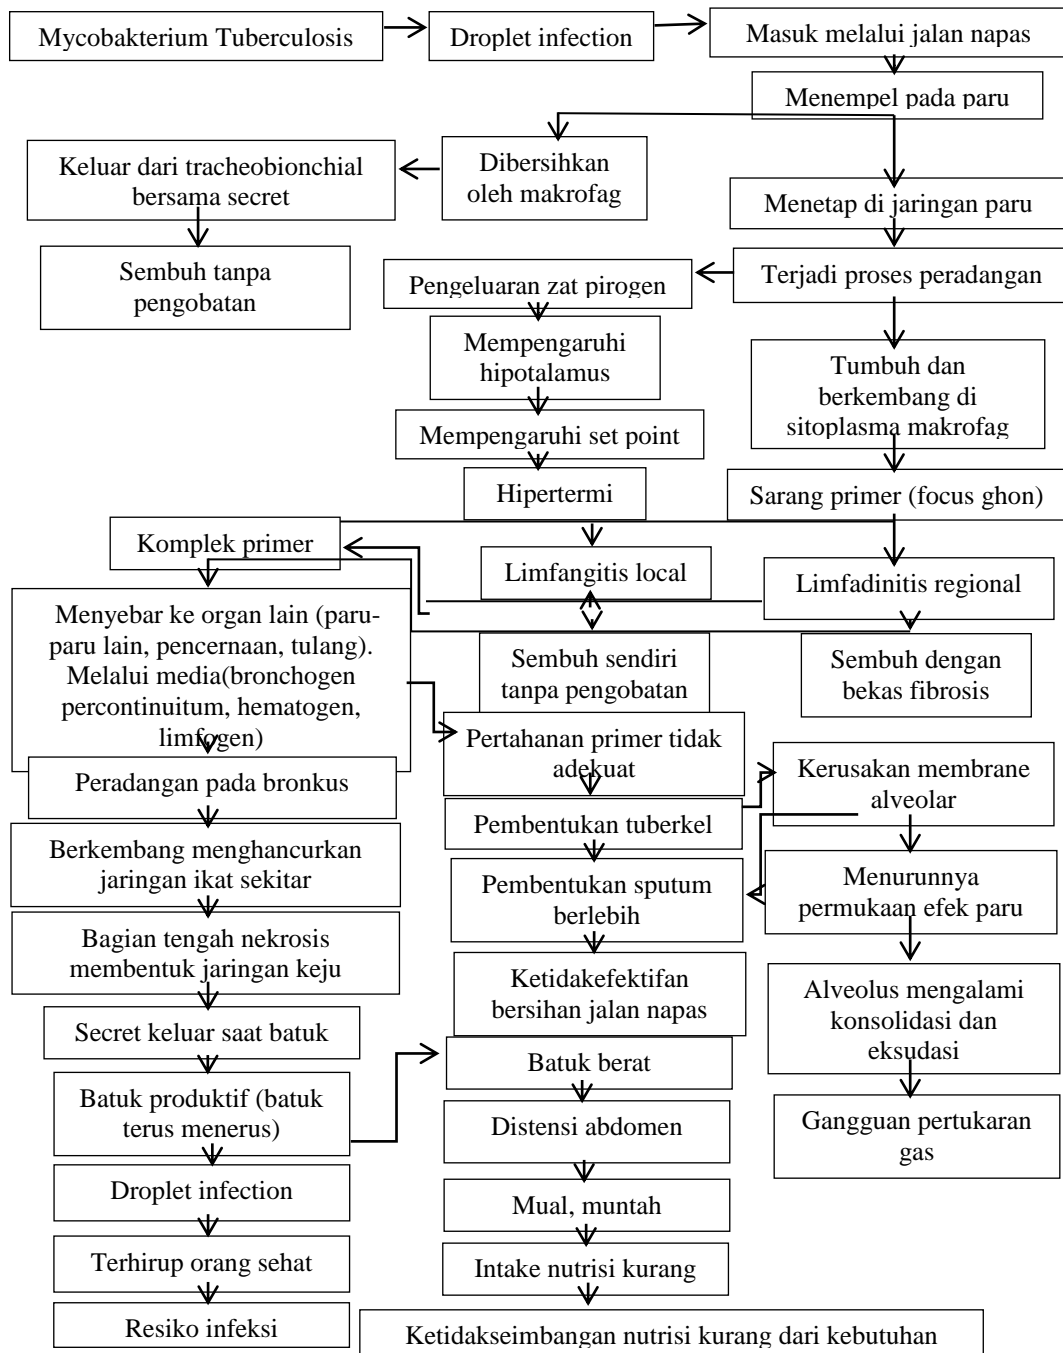 Mycobakterium Tuberculosis
Droplet infection
Masuk melalui jalan napas
Menempel pada paru
Keluar dari tracheobionchial
bersama secret
Dibersihkan
oleh makrofag
Menetap di jaringan paru
Sembuh tanpa
pengobatan
Pengeluaran zat pirogen
Terjadi proses peradangan
Mempengaruhi
hipotalamus
Tumbuh dan
berkembang di
sitoplasma makrofag
Mempengaruhi set point
Hipertermi
Sarang primer (focus ghon)
Komplek primer
Limfangitis local
Limfadinitis regional
Menyebar ke organ lain (paru-
paru lain, pencernaan, tulang).
Melalui media(bronchogen
percontinuitum, hematogen,
limfogen)
Sembuh sendiri
tanpa pengobatan
Sembuh dengan
bekas fibrosis
Pertahanan primer tidak
adekuat
Kerusakan membrane
alveolar
Peradangan pada bronkus
Pembentukan tuberkel
Berkembang menghancurkan
jaringan ikat sekitar
Pembentukan sputum
berlebih
Menurunnya
permukaan efek paru
Bagian tengah nekrosis
membentuk jaringan keju
Ketidakefektifan
bersihan jalan napas
Alveolus mengalami
konsolidasi dan
eksudasi
Secret keluar saat batuk
Batuk berat
Batuk produktif (batuk
terus menerus)
Distensi abdomen
Gangguan pertukaran
gas
Droplet infection
Mual, muntah
Terhirup orang sehat
Intake nutrisi kurang
Resiko infeksi
Ketidakseimbangan nutrisi kurang dari kebutuhan